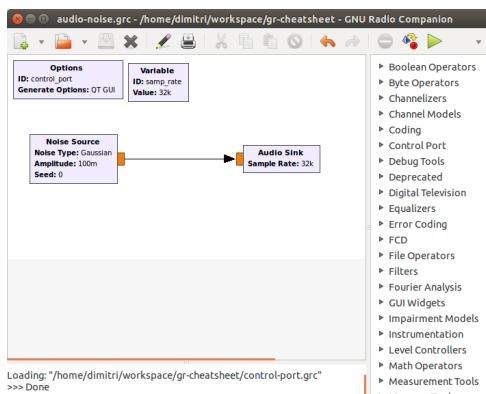 audio-noise.grc - /home/dimitri/workspace/gr-cheatsheet - GNU Radio Companion
Options
ID: control_port
Generate Options: QT GUI
Variable
ID: samp_rate
Value: 32k
Noise Source
Noise Type: Gaussian
Amplitude: 100m
Seed: 0
Audio Sink
Sample Rate: 32k
Boolean Operators
Byte Operators
Channelizers
Channel Models
Coding
Control Port
Debug Tools
Deprecated
Digital Television
Equalizers
Error Coding
FCD
File Operators
Filters
Fourier Analysis
GUI Widgets
Impairment Models
Instrumentation
Level Controllers
Math Operators
Measurement Tools
Loading: "/home/dimitri/workspace/gr-cheatsheet/control-port.grc"
>>> Done